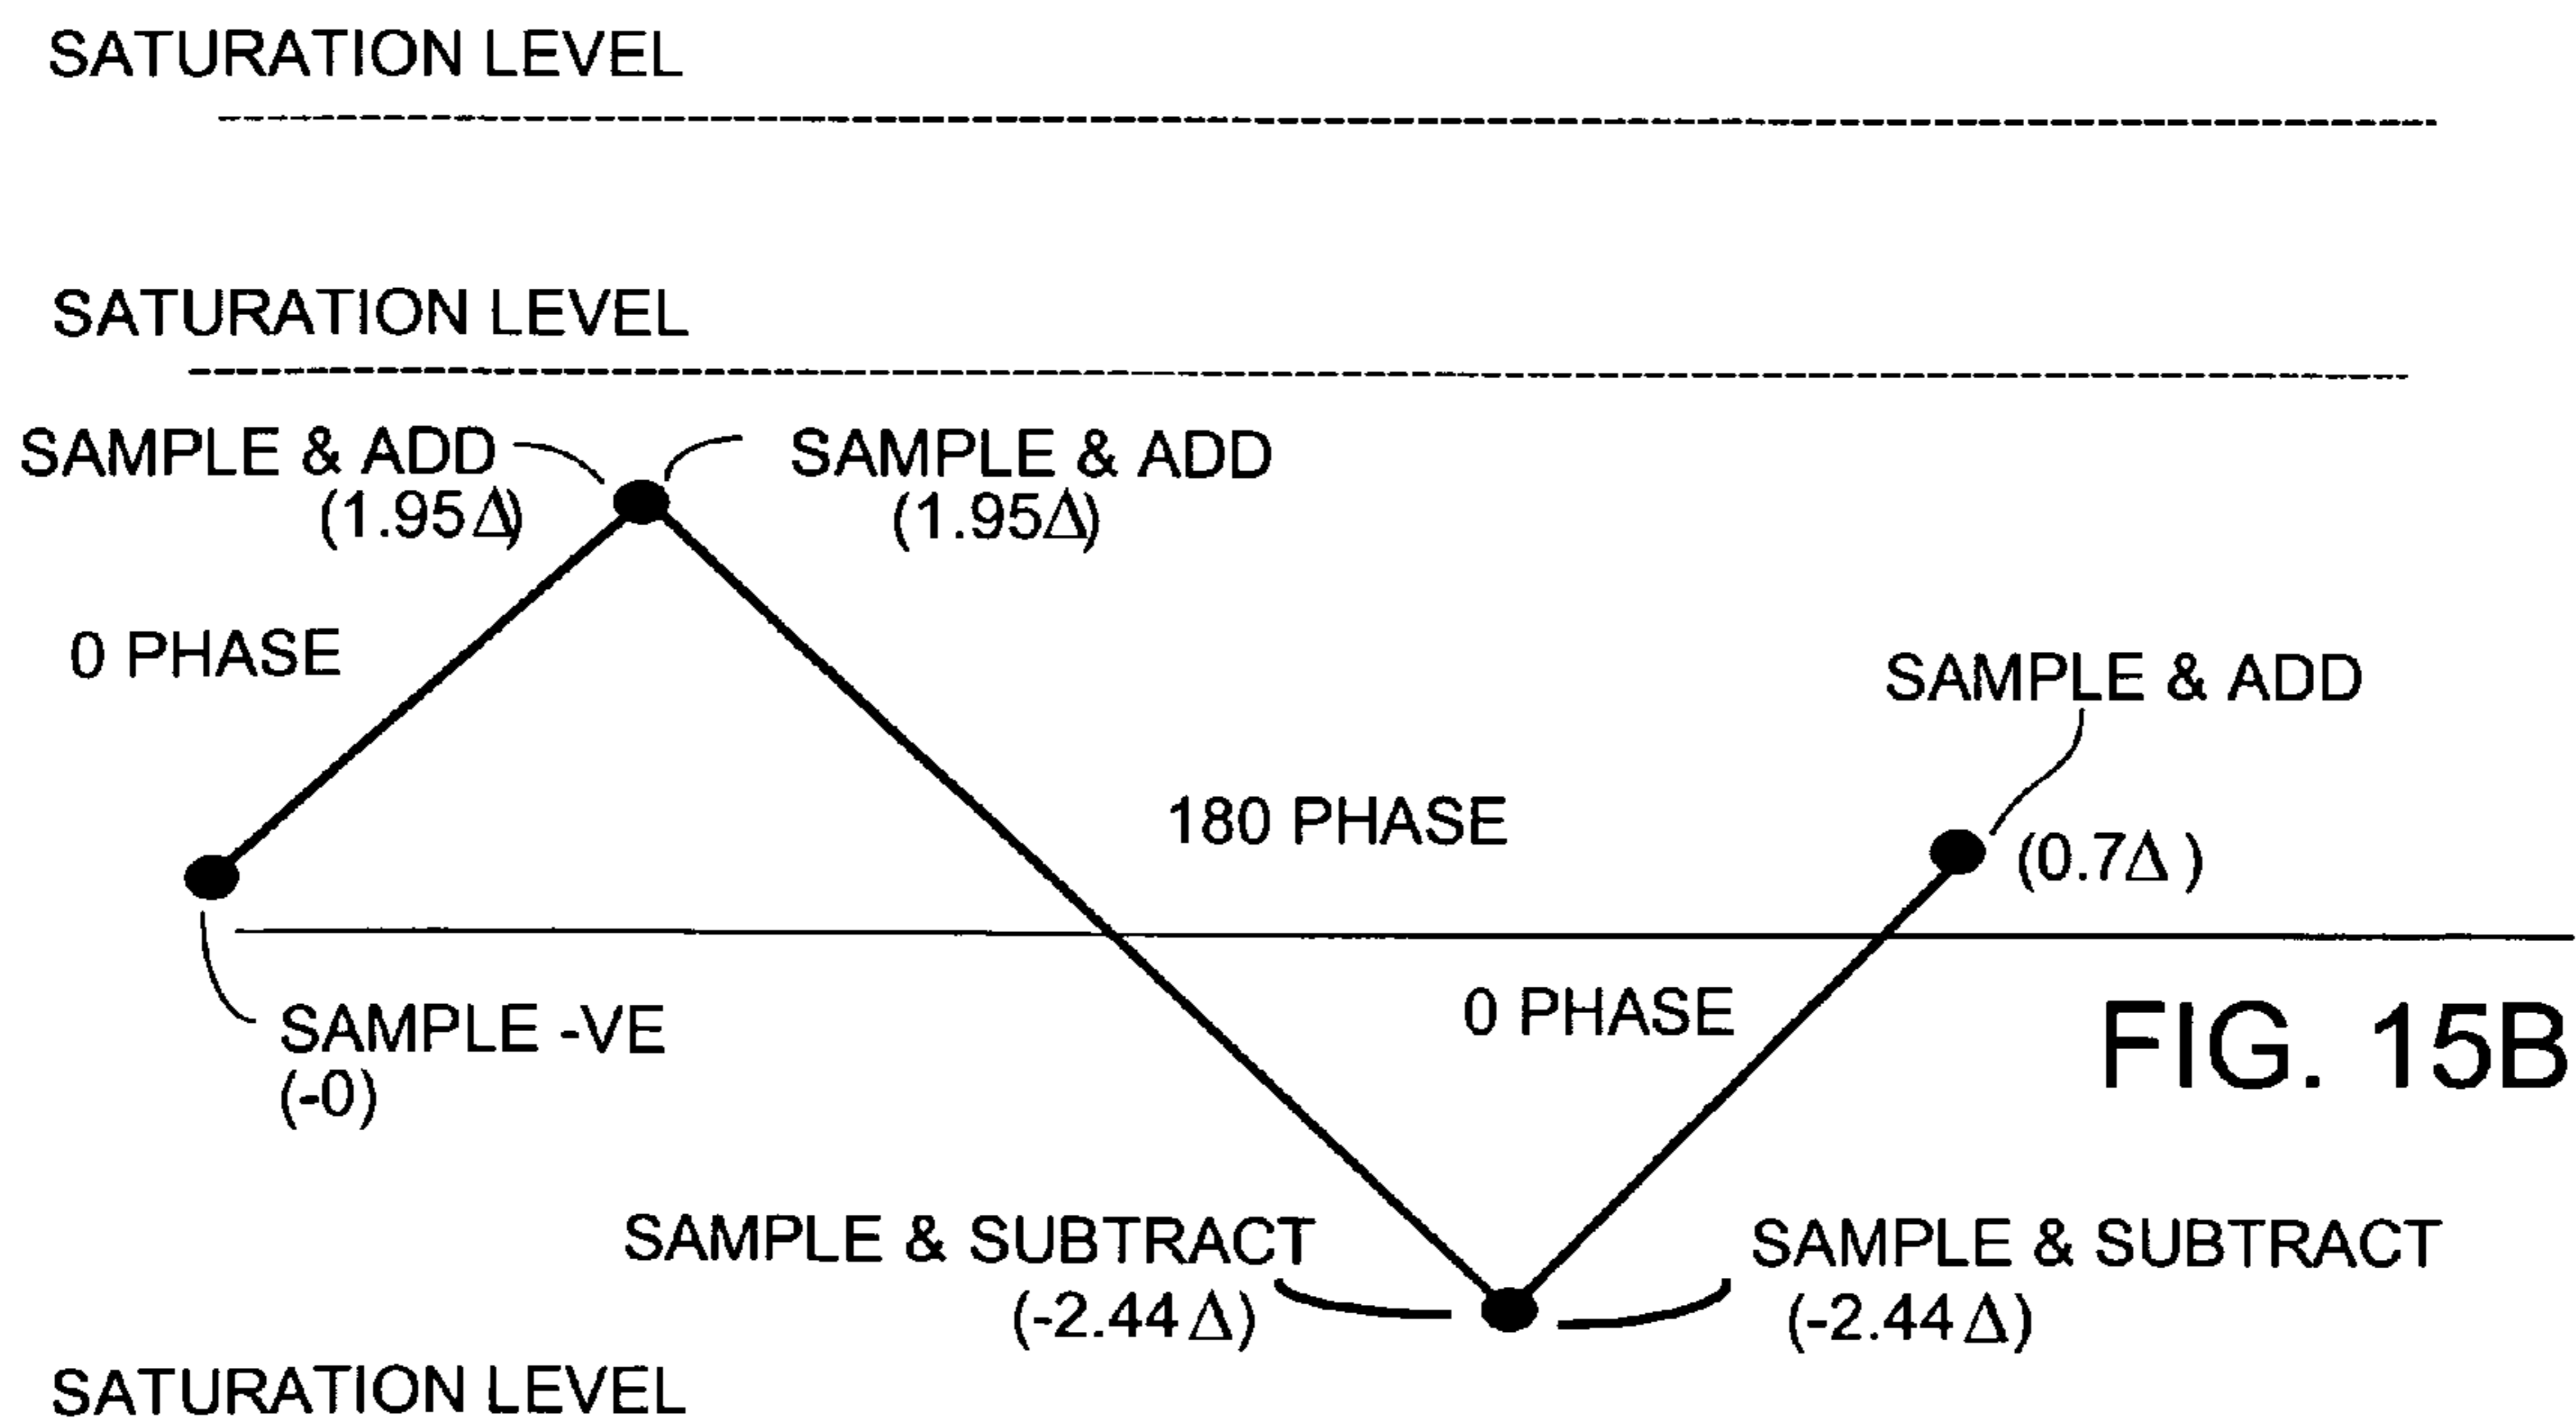 SATURATION LEVEL
SATURATION LEVEL
SAMPLE & ADD
(1.95Δ)
SAMPLE & ADD
(1.95Δ)
0 PHASE
SAMPLE & ADD
(0.7Δ )
180 PHASE
0 PHASE
SAMPLE -VE
(-0)
FIG. 15B
SAMPLE & SUBTRACT
(-2.44Δ)
SAMPLE & SUBTRACT
(-2.44Δ)
SATURATION LEVEL